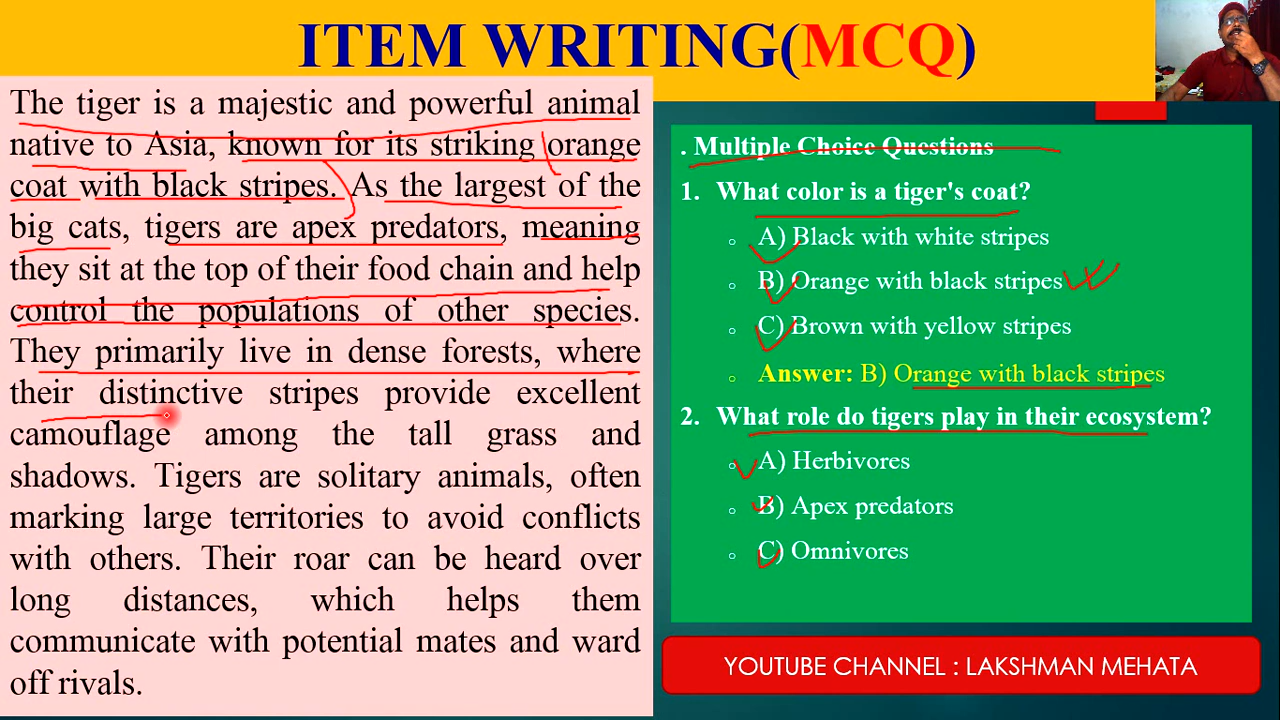 ITEM WRITING(MCQ)
The tiger is a majestic and powerful animal
native to Asia, known for its striking orange
coat with black stripes. As the largest of the
big cats, tigers are apex predators, meaning
they sit at the top of their food chain and help
control the populations of other species.
They primarily live in dense forests, where
their distinctive stripes provide excellent
camouflage among the tall grass and
shadows. Tigers are solitary animals, often
marking large territories to avoid conflicts
with others. Their roar can be heard over
long distances, which helps them
communicate with potential mates and ward
off rivals.
. Multiple Choice Questions
1. What color is a tiger's coat?
A) Black with white stripes
B) Orange with black stripes
C) Brown with yellow stripes
Answer: B) Orange with black stripes
2. What role do tigers play in their ecosystem?
A) Herbivores
B) Apex predators
C) Omnivores
YOUTUBE CHANNEL : LAKSHMAN MEHATA